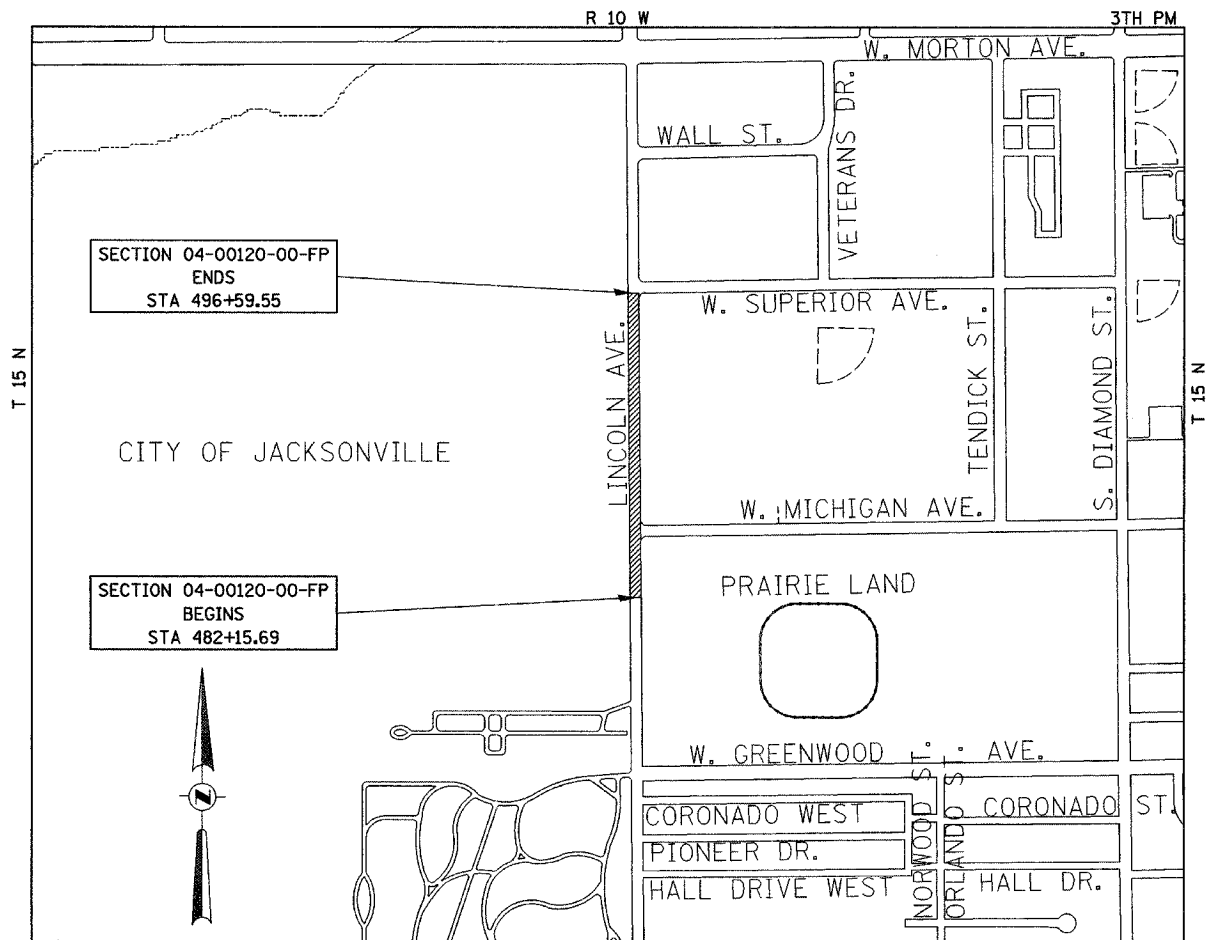 R 10 W
3TH PM
W. MORTON AVE.
WALL ST.
VETERANS DR.
SECTION 04-00120-00-FP
ENDS
STA 496+59.55
W. SUPERIOR AVE.
LINCOLN AVE.
TENDICK ST.
S. DIAMOND ST.
T 15 N
T 15 N
CITY OF JACKSONVILLE
W. MICHIGAN AVE.
SECTION 04-00120-00-FP
BEGINS
STA 482+15.69
PRAIRIE LAND
W. GREENWOOD AVE.
NORWOOD ST.
ORLANDO ST.
CORONADO WEST
CORONADO ST.
PIONEER DR.
HALL DRIVE WEST
HALL DR.
N